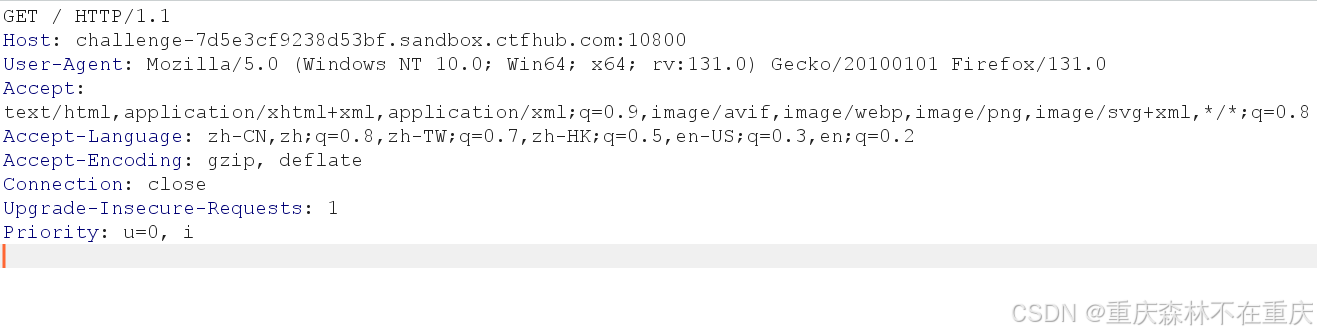 GET / HTTP/1.1
Host: challenge-7d5e3cf9238d53bf.sandbox.ctfhub.com:10800
User-Agent: Mozilla/5.0 (Windows NT 10.0; Win64; x64; rv:131.0) Gecko/20100101 Firefox/131.0
Accept:
text/html,application/xhtml+xml,application/xml;q=0.9,image/avif,image/webp,image/png,image/svg+xml,*/*;q=0.8
Accept-Language: zh-CN,zh;q=0.8,zh-TW;q=0.7,zh-HK;q=0.5,en-US;q=0.3,en;q=0.2
Accept-Encoding: gzip, deflate
Connection: close
Upgrade-Insecure-Requests: 1
Priority: u=0, i
CSDN @重庆森林不在重庆